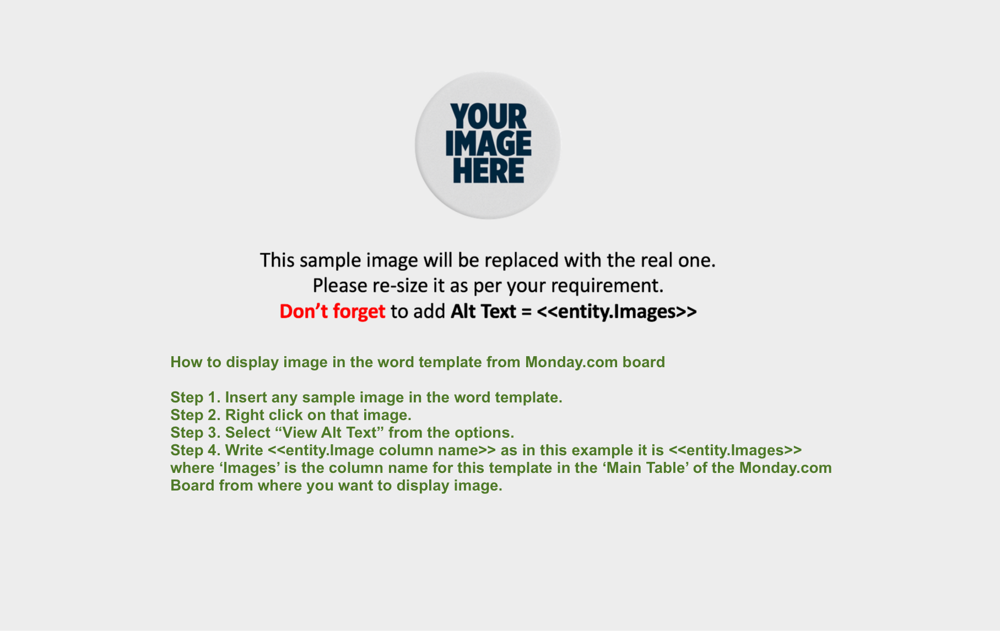 YOUR
IMAGE
HERE
This sample image will be replaced with the real one.
Please re-size it as per your requirement.
Don’t forget to add Alt Text = <<entity.Images>>
How to display image in the word template from Monday.com board
Step 1. Insert any sample image in the word template.
Step 2. Right click on that image.
Step 3. Select “View Alt Text” from the options.
Step 4. Write <<entity.Image column name>> as in this example it is <<entity.Images>>
where ‘Images’ is the column name for this template in the ‘Main Table’ of the Monday.com
Board from where you want to display image.